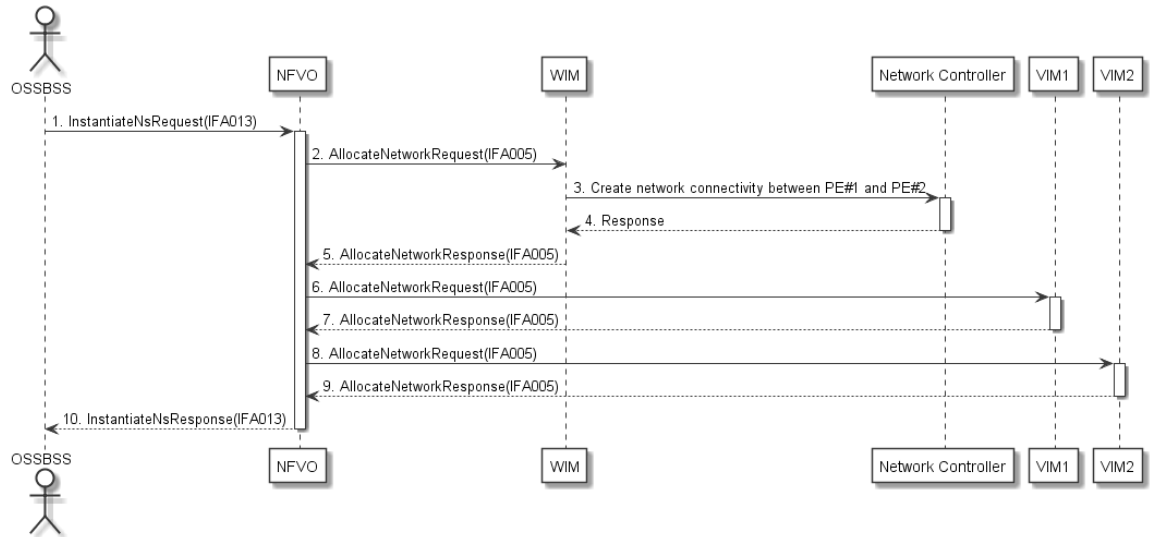 OSSBSS
NFVO
WIM
Network Controller
VIM1
VIM2
1. InstantiateNsRequest(IFA013)
2. AllocateNetworkRequest(IFA005)
3. Create network connectivity between PE#1 and PE#2
4. Response
5. AllocateNetworkResponse(IFA005)
6. AllocateNetworkRequest(IFA005)
7. AllocateNetworkResponse(IFA005)
8. AllocateNetworkRequest(IFA005)
9. AllocateNetworkResponse(IFA005)
10. InstantiateNsResponse(IFA013)
OSSBSS
NFVO
WIM
Network Controller
VIM1
VIM2